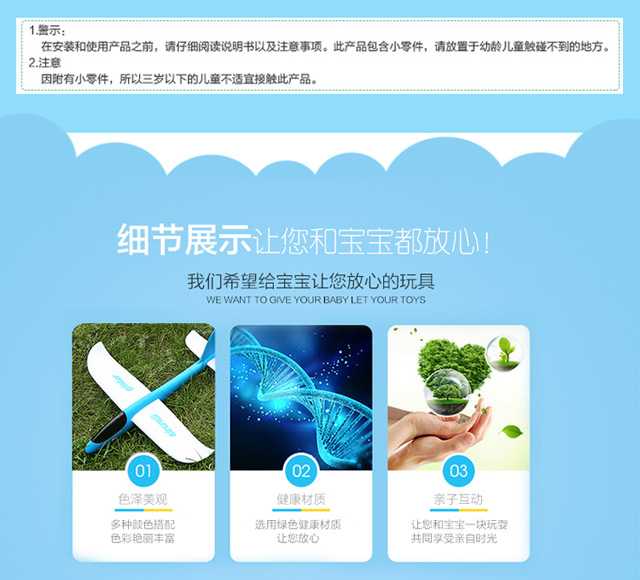 1.警示：
在安装和使用产品之前，请仔细阅读说明书以及注意事项。此产品包含小零件，请放置于幼龄儿童触碰不到的地方。
2.注意
因附有小零件，所以三岁以下的儿童不适宜接触此产品。
细节展示让您和宝宝都放心！
我们希望给宝宝让您放心的玩具
WE WANT TO GIVE YOUR BABY LET YOUR TOYS
01
色泽美观
多种颜色搭配
色彩艳丽丰富
02
健康材质
选用绿色健康材质
让您放心
03
亲子互动
让您和宝宝一块玩耍
共同享受亲自时光